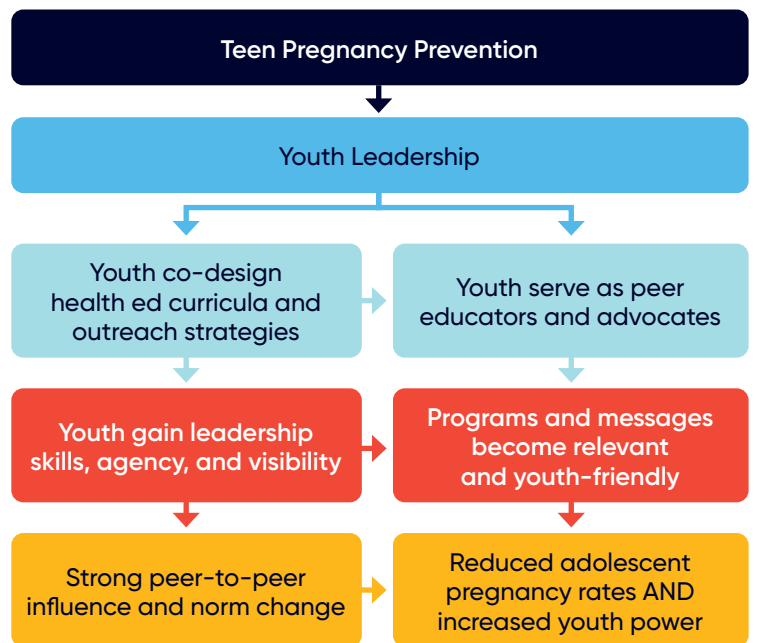 Teen Pregnancy Prevention
Youth Leadership
Youth co-design
health ed curricula and
outreach strategies
Youth serve as peer
educators and advocates
Youth gain leadership
skills, agency, and visibility
Programs and messages
become relevant
and youth-friendly
Strong peer-to-peer
influence and norm change
Reduced adolescent
pregnancy rates AND
increased youth power